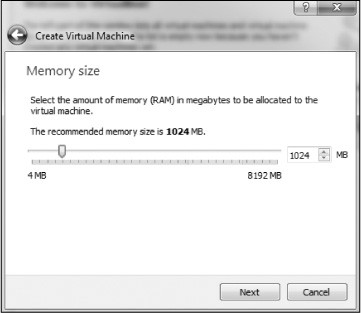 Create Virtual Machine
Memory size
Select the amount of memory (RAM) in megabytes to be allocated to the
virtual machine.
The recommended memory size is 1024 MB.
1024 MB
4 MB 8192 MB
Next Cancel